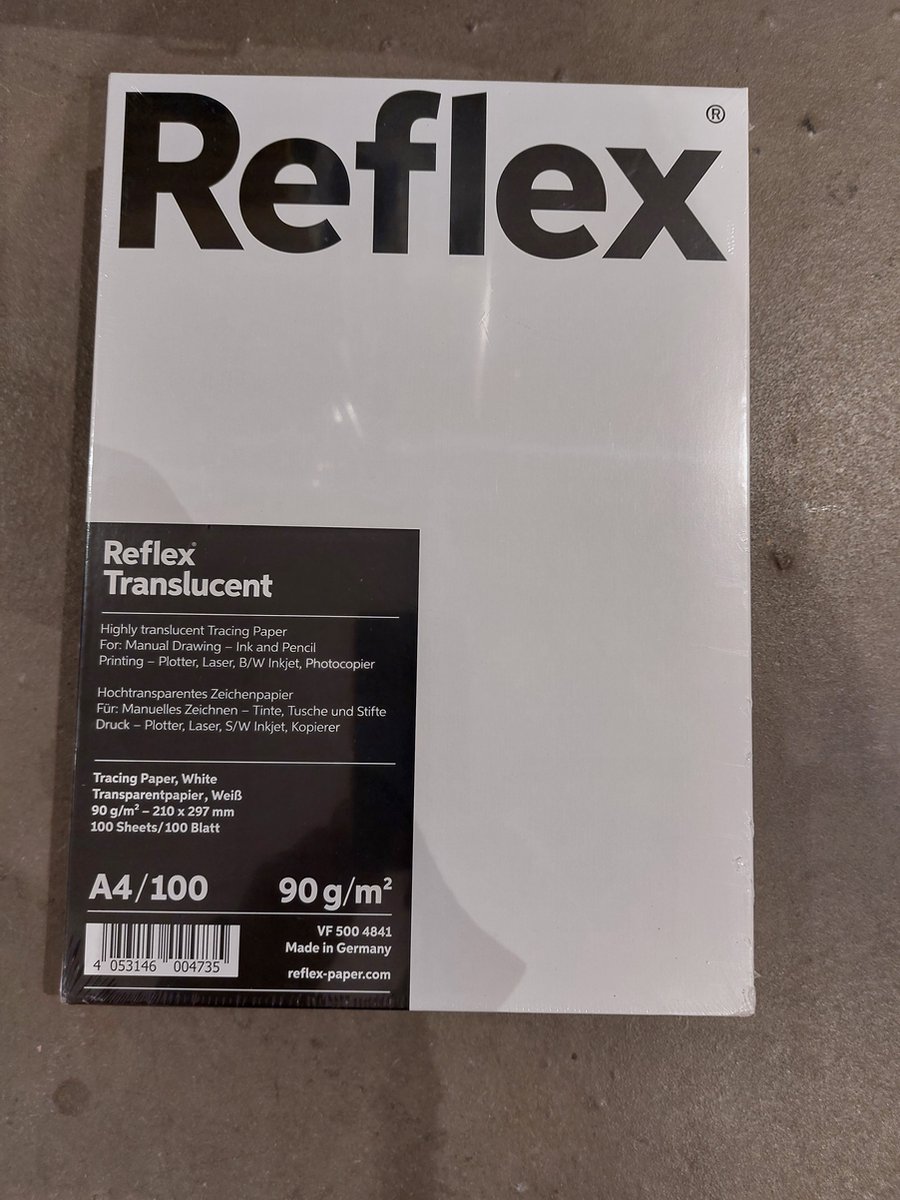 Reflex®
Reflex®
Translucent
Highly translucent Tracing Paper
For: Manual Drawing – Ink and Pencil
Printing – Plotter, Laser, B/W Inkjet, Photocopier
Hochtransparentes Zeichenpapier
Für: Manuelles Zeichnen – Tinte, Tusche und Stifte
Druck – Plotter, Laser, S/W Inkjet, Kopierer
Tracing Paper, White
Transparentpapier, Weiß
90 g/m² – 210 x 297 mm
100 Sheets/100 Blatt
A4/100 90 g/m²
VF 500 4841
Made in Germany
reflex-paper.com
4 053146 004735